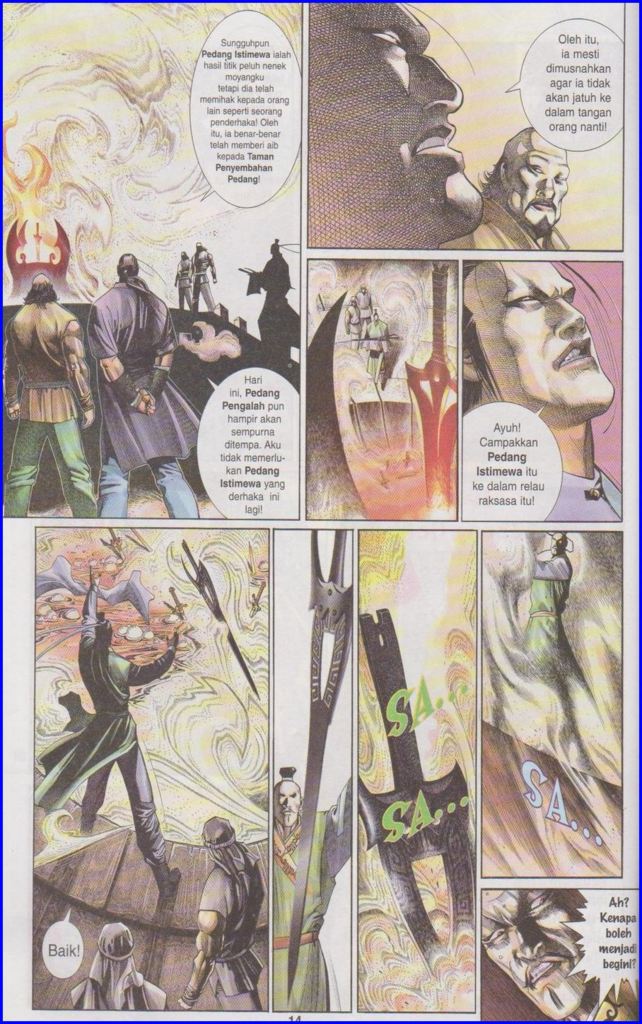 Sungguhpun
Pedang Istimewa ialah
hasil titik peluh nenek
moyangku
tetapi dia telah
memihak kepada orang
lain seperti seorang
penderhaka! Oleh
itu, ia benar-benar
telah memberi aib
kepada Taman
Penyembahan
Pedang!
Oleh itu,
ia mesti
dimusnahkan
agar ia tidak
akan jatuh ke
dalam tangan
orang nanti!
Hari
ini, Pedang
Pengalah pun
hampir akan
sempurna
ditempa. Aku
tidak memerlu-
kan Pedang
Istimewa yang
derhaka ini
lagi!
Ayuh!
Campakkan
Pedang
Istimewa itu
ke dalam relau
raksasa itu!
Baik!
SA...
SA...
SA...
Ah?
Kenapa
boleh
menjadi
begini?
14